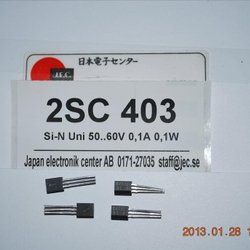 日本電子センター
J.E.C.
2SC 403
Si-N Uni 50..60V 0,1A 0,1W
Japan electronik center AB 0171-27035 staff@jec.se
2013.01.26